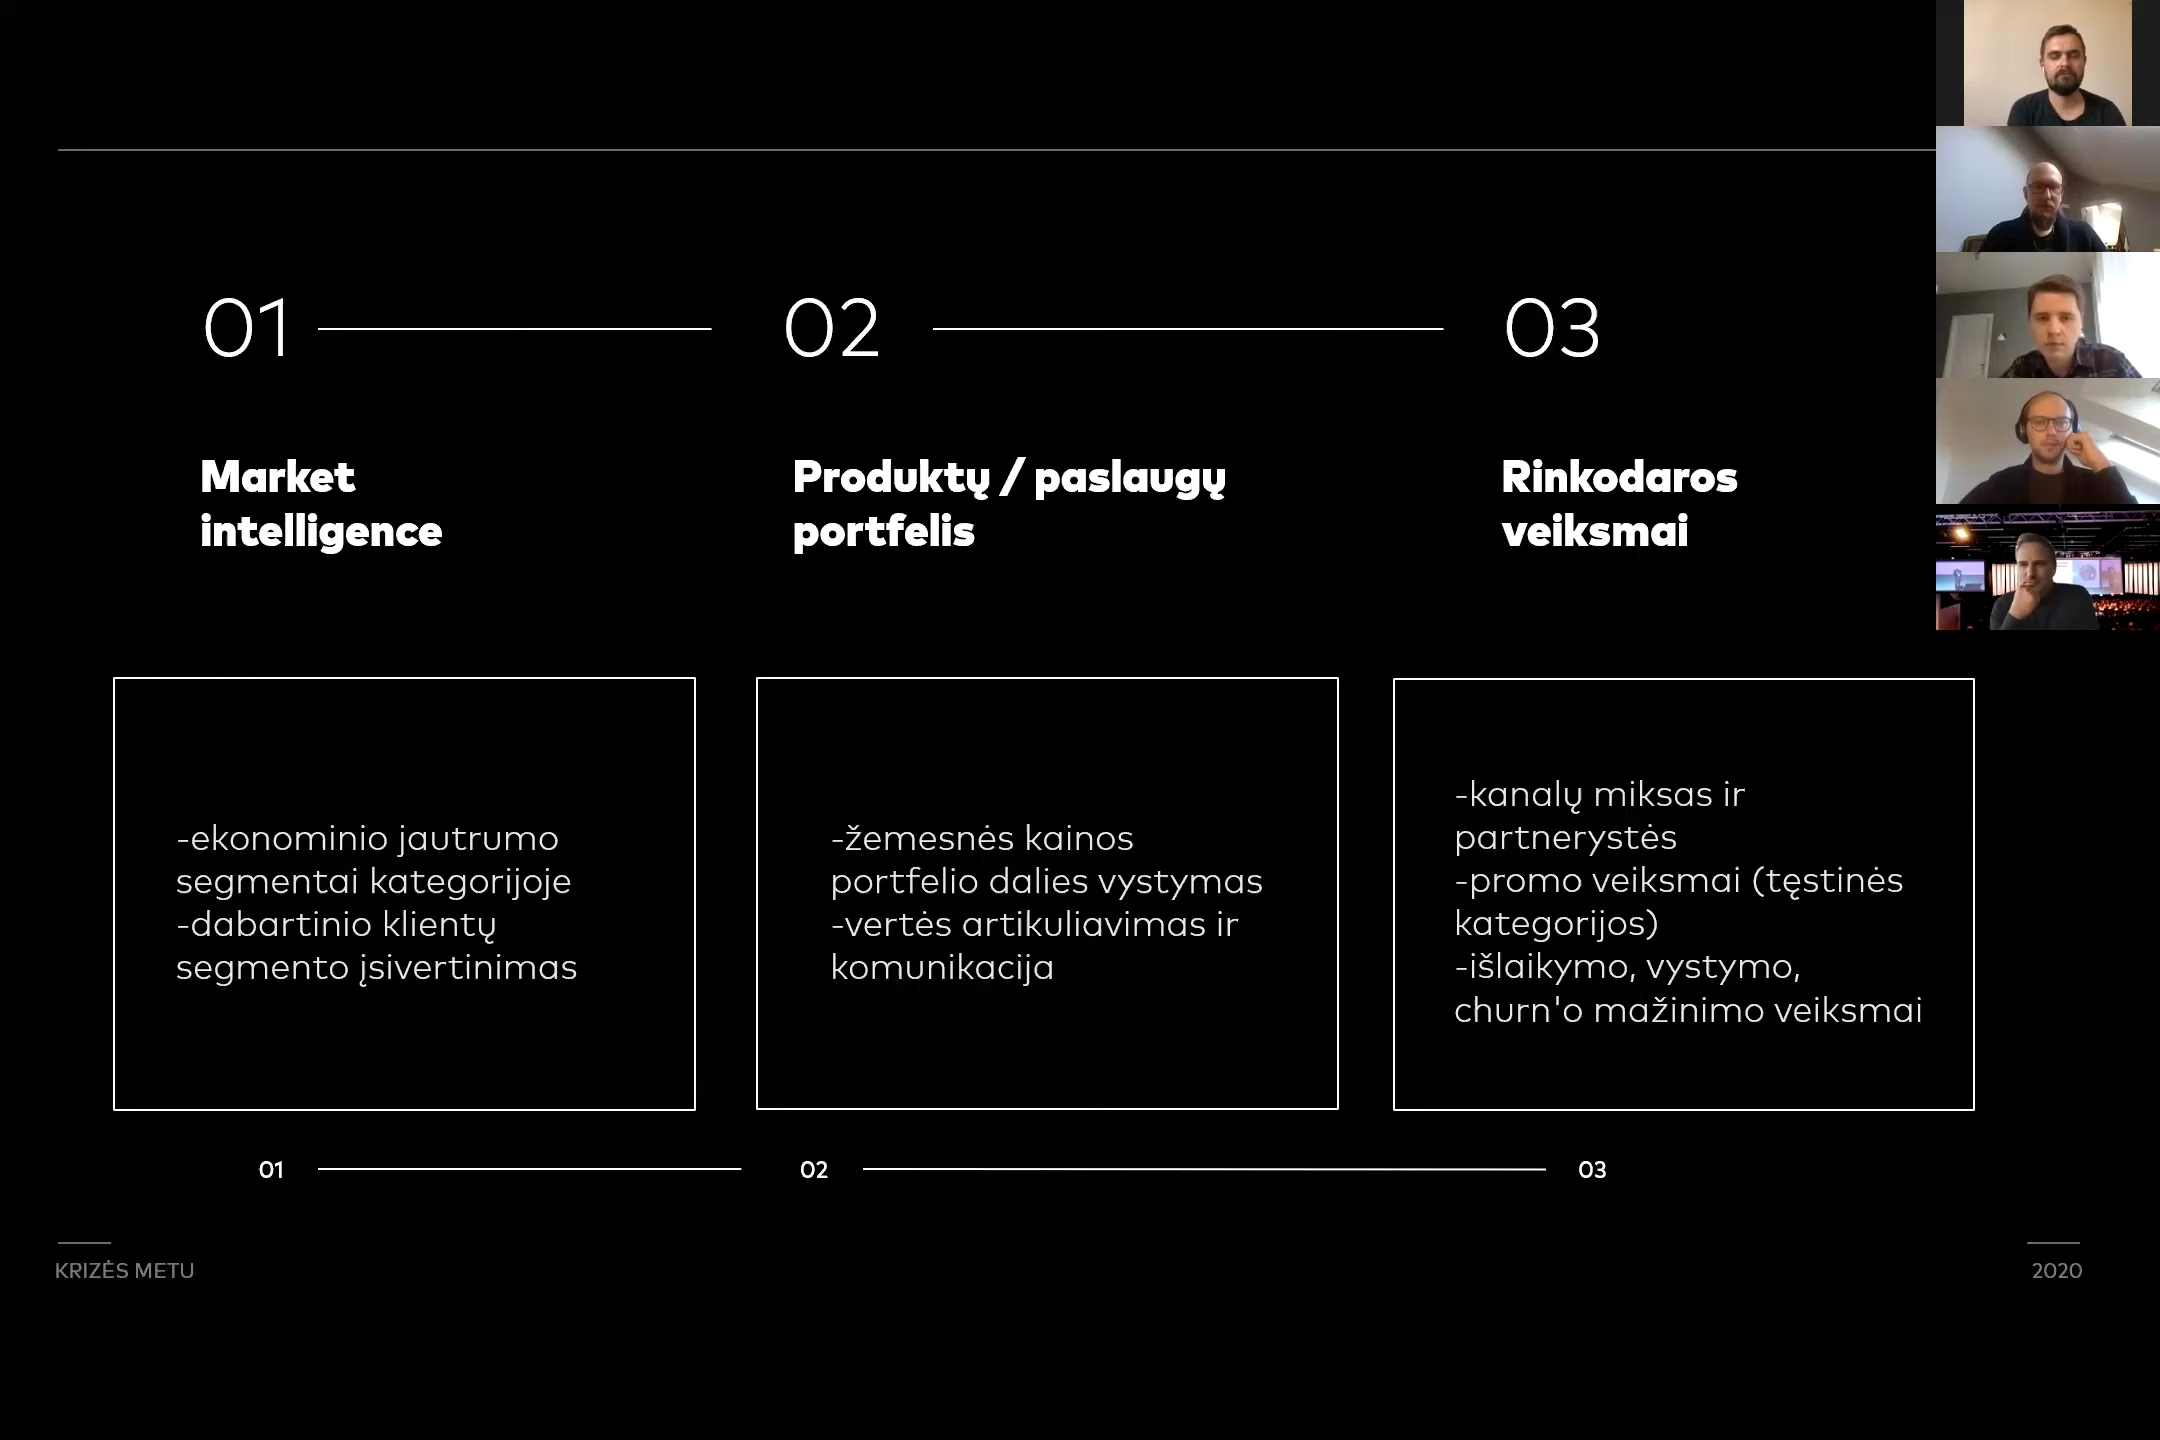 01
02
03
Market
intelligence
Produktų / paslaugų
portfelis
Rinkodaros
veiksmai
-ekonominio jautrumo
segmentai kategorijoje
-dabartinio klientų
segmento įsivertinimas
-žemesnės kainos
portfelio dalies vystymas
-vertės artikuliavimas ir
komunikacija
-kanalų miksas ir
partnerystės
-promo veiksmai (tęstinės
kategorijos)
-išlaikymo, vystymo,
churn'o mažinimo veiksmai
01
02
03
KRIZĖS METU
2020